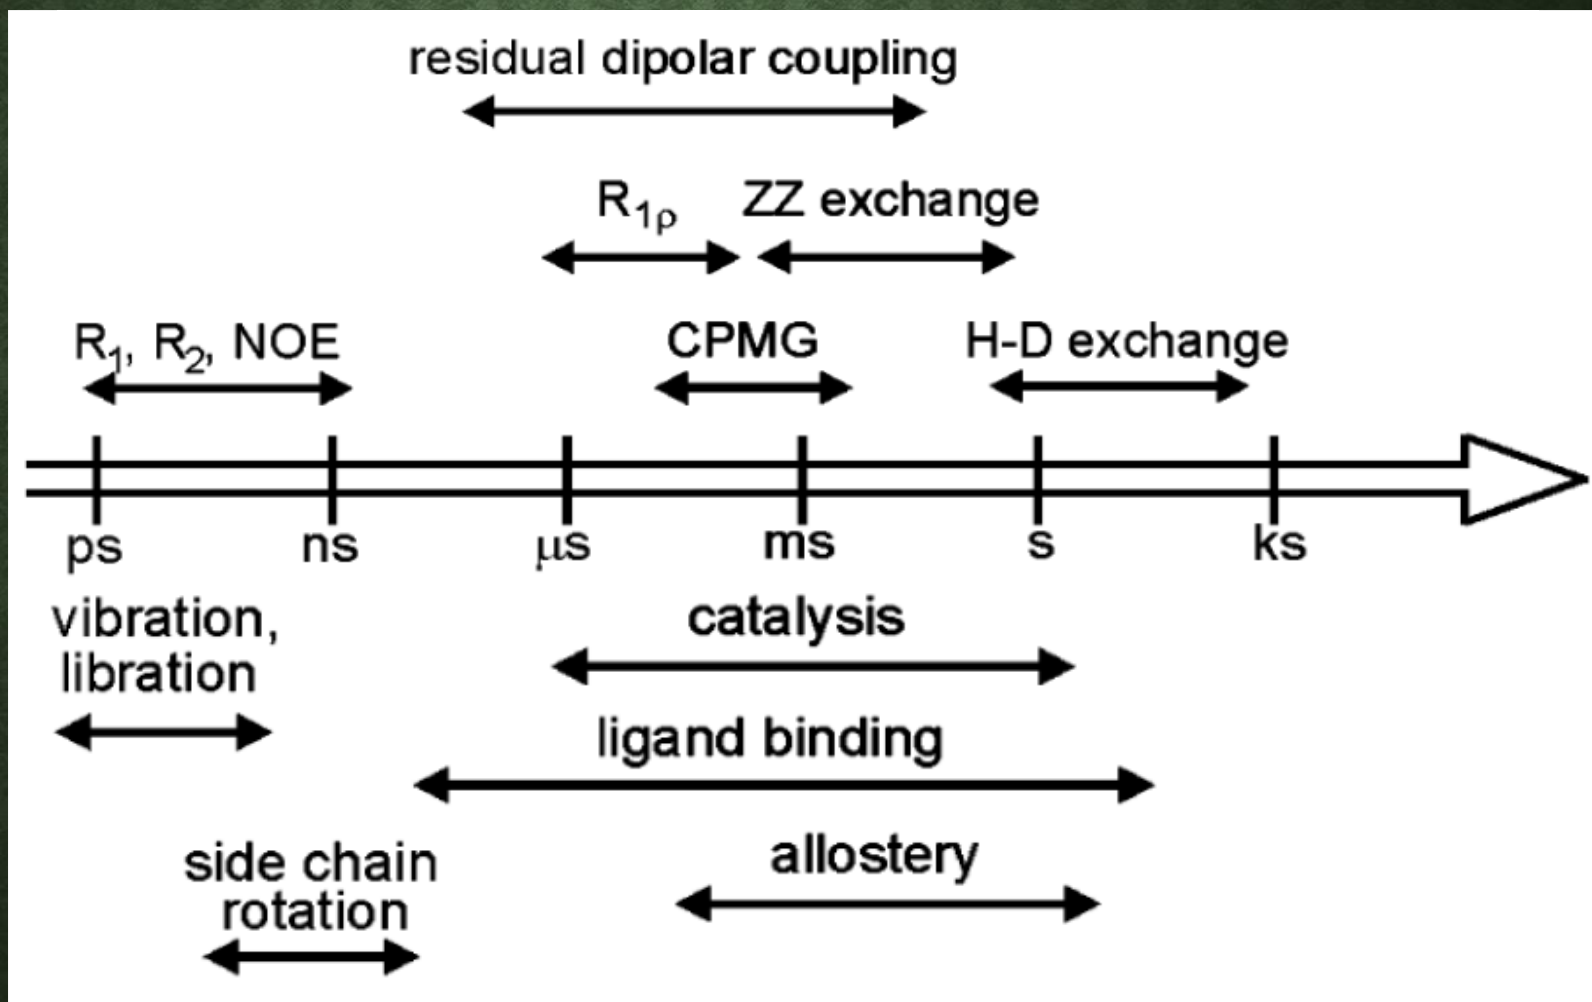 residual dipolar coupling
R1ρ ZZ exchange
R1, R2, NOE CPMG H-D exchange
ps ns μs ms s ks
vibration,
libration
catalysis
ligand binding
side chain
rotation
allostery